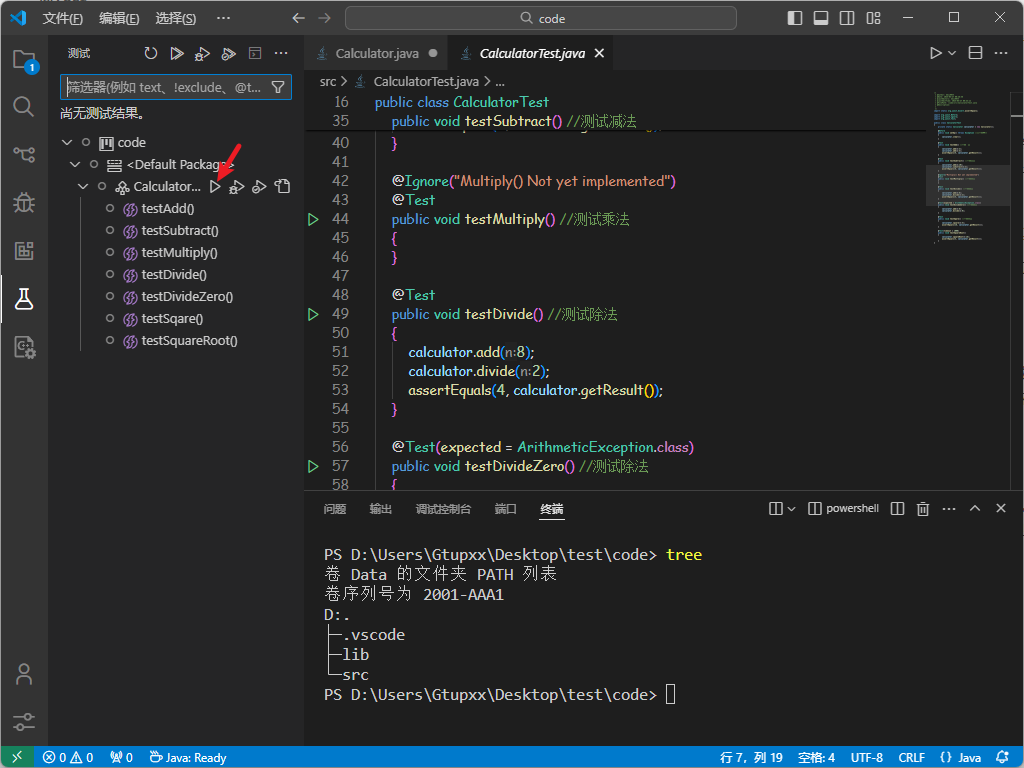 文件(F) 编辑(E) 选择(S) ··· code
测试
筛选器(例如 text、!exclude、@t...
尚无测试结果。
code
<Default Package>
Calculator...
testAdd()
testSubtract()
testMultiply()
testDivide()
testDivideZero()
testSqare()
testSquareRoot()
1
Calculator.java CalculatorTest.java
src > CalculatorTest.java > ...
16 public class CalculatorTest
35 public void testSubtract() //测试减法
40 }
41
42 @Ignore("Multiply() Not yet implemented")
43 @Test
44 public void testMultiply() //测试乘法
45 {
46 }
47
48 @Test
49 public void testDivide() //测试除法
50 {
51 calculator.add(n:8);
52 calculator.divide(n:2);
53 assertEquals(4, calculator.getResult());
54 }
55
56 @Test(expected = ArithmeticException.class)
57 public void testDivideZero() //测试除法
58 {
问题 输出 调试控制台 端口 终端 powershell
PS D:\Users\Gtupxx\Desktop\test\code> tree
卷 Data 的文件夹 PATH 列表
卷序列号为 2001-AAA1
D:.
├─.vscode
├─lib
└─src
PS D:\Users\Gtupxx\Desktop\test\code>
0 0 0 Java: Ready 行 7，列 19 空格: 4 UTF-8 CRLF {} Java